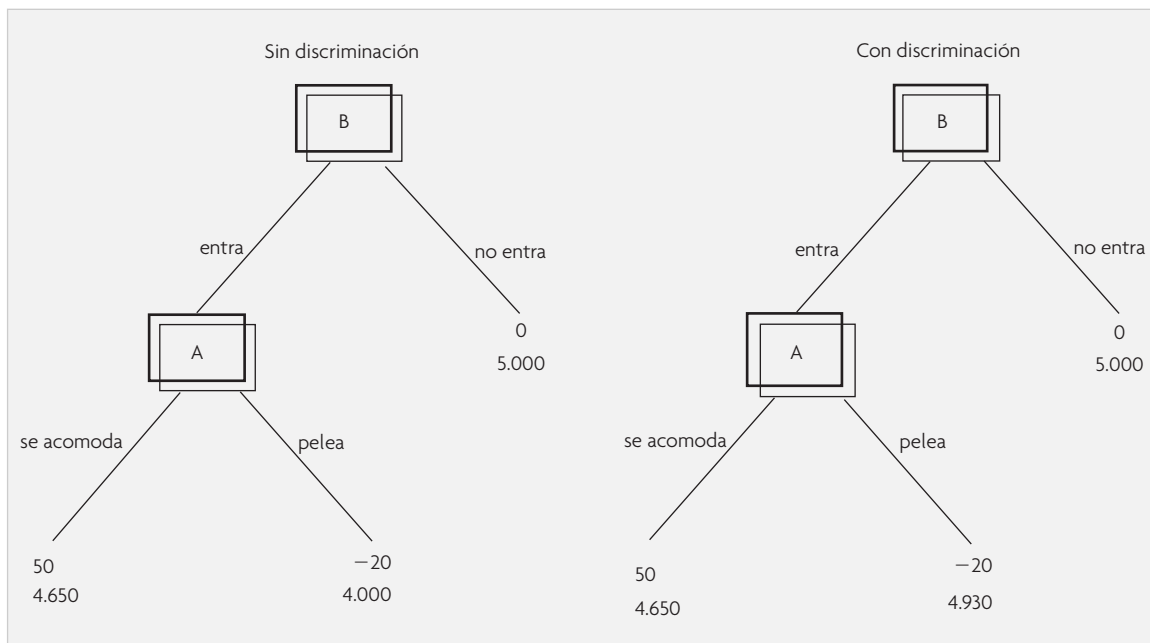 Sin discriminación
B
entra
no entra
0
5.000
A
se acomoda
pelea
50
4.650
−20
4.000
Con discriminación
B
entra
no entra
0
5.000
A
se acomoda
pelea
50
4.650
−20
4.930